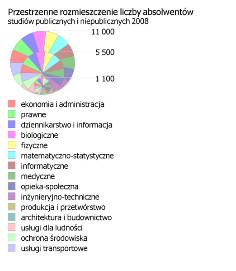 Przestrzenne rozmieszczenie liczby absolwentów
studiów publicznych i niepublicznych 2008
11 000
5 500
1 100
ekonomia i administracja
prawne
dziennikarstwo i informacja
biologiczne
fizyczne
matematyczno-statystyczne
informatyczne
medyczne
opieka-społeczna
inżynieryjno-techniczne
produkcja i przetwórstwo
architektura i budownictwo
usługi dla ludności
ochrona środowiska
usługi transportowe